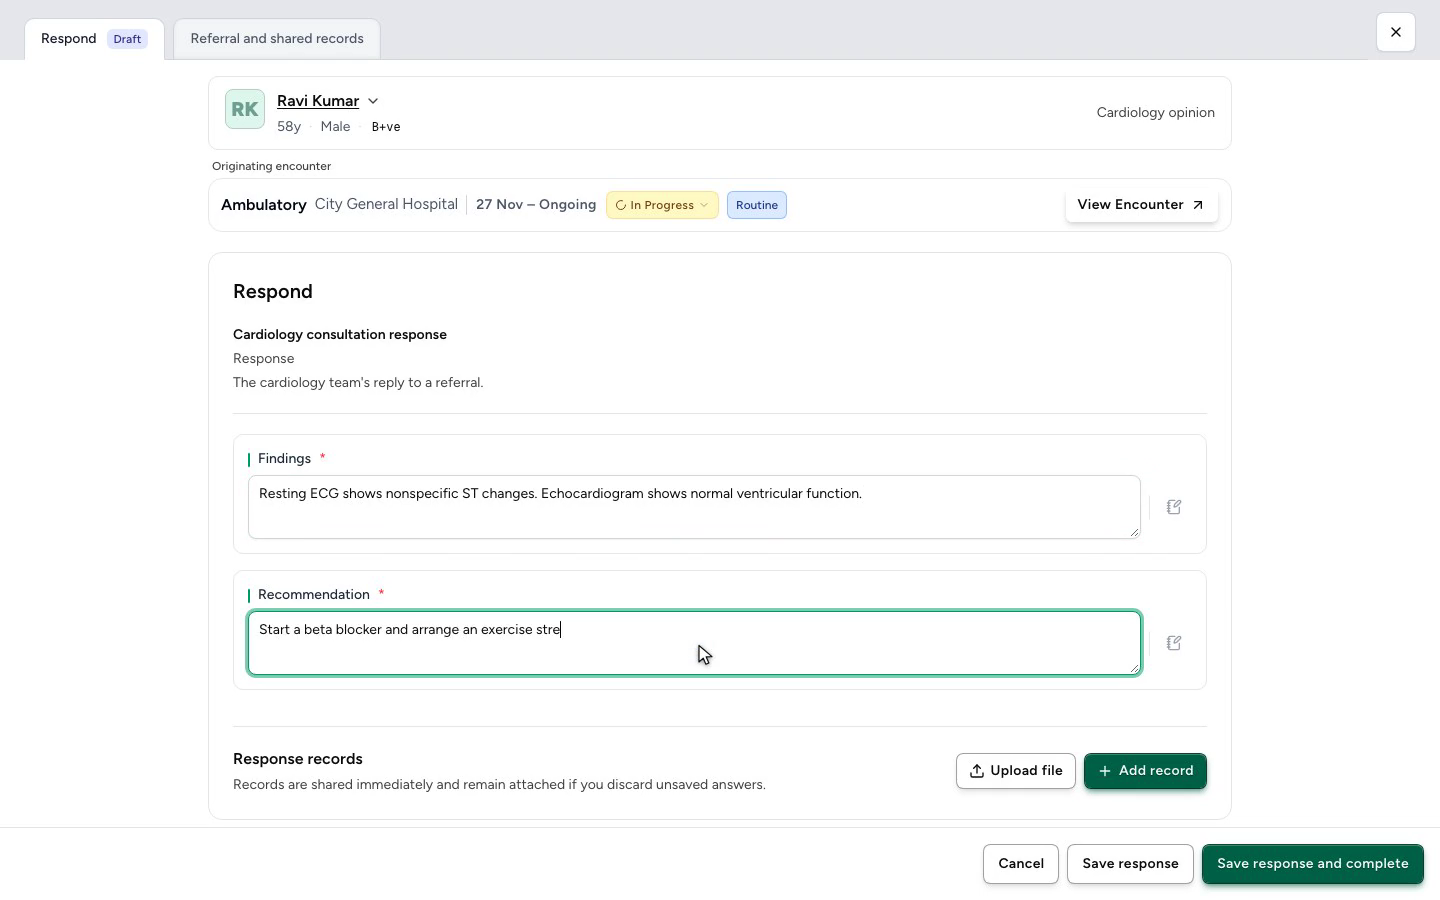 Respond Draft Referral and shared records
RK Ravi Kumar
58y · Male · B+ve
Cardiology opinion
Originating encounter
Ambulatory City General Hospital 27 Nov – Ongoing In Progress Routine View Encounter
Respond
Cardiology consultation response
Response
The cardiology team's reply to a referral.
Findings *
Resting ECG shows nonspecific ST changes. Echocardiogram shows normal ventricular function.
Recommendation *
Start a beta blocker and arrange an exercise stre
Response records
Records are shared immediately and remain attached if you discard unsaved answers.
Upload file + Add record
Cancel Save response Save response and complete